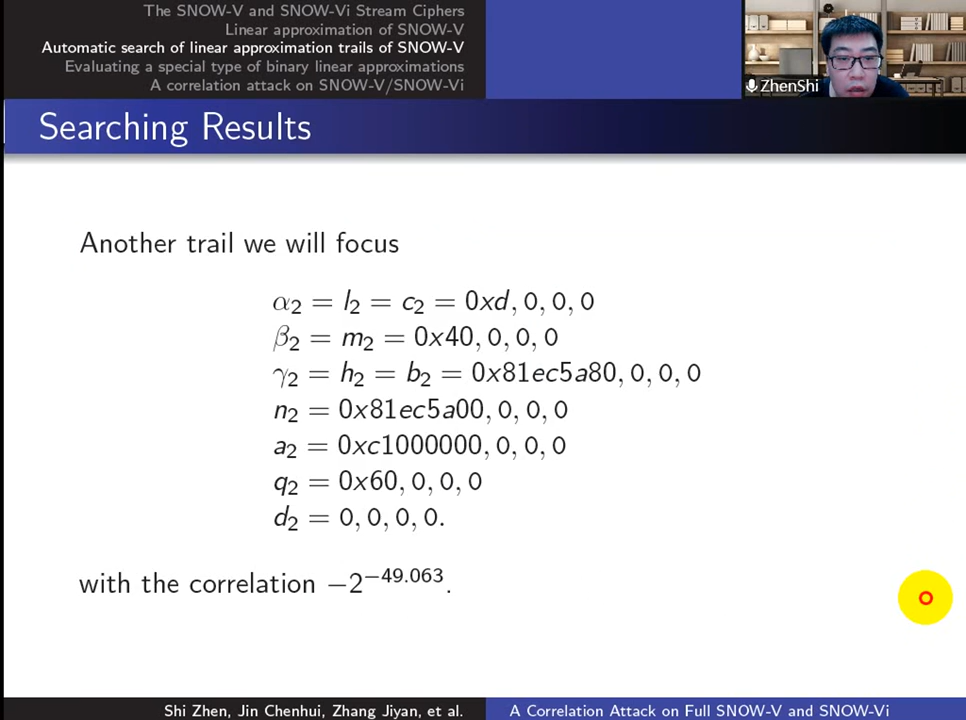 The SNOW-V and SNOW-Vi Stream Ciphers
Linear approximation of SNOW-V
Automatic search of linear approximation trails of SNOW-V
Evaluating a special type of binary linear approximations
A correlation attack on SNOW-V/SNOW-Vi
ZhenShi
Searching Results
Another trail we will focus
α₂ = l₂ = c₂ = 0xd, 0, 0, 0
β₂ = m₂ = 0x40, 0, 0, 0
γ₂ = h₂ = b₂ = 0x81ec5a80, 0, 0, 0
n₂ = 0x81ec5a00, 0, 0, 0
a₂ = 0xc1000000, 0, 0, 0
q₂ = 0x60, 0, 0, 0
d₂ = 0, 0, 0, 0.
with the correlation −2^−49.063.
Shi Zhen, Jin Chenhui, Zhang Jiyan, et al.
A Correlation Attack on Full SNOW-V and SNOW-Vi